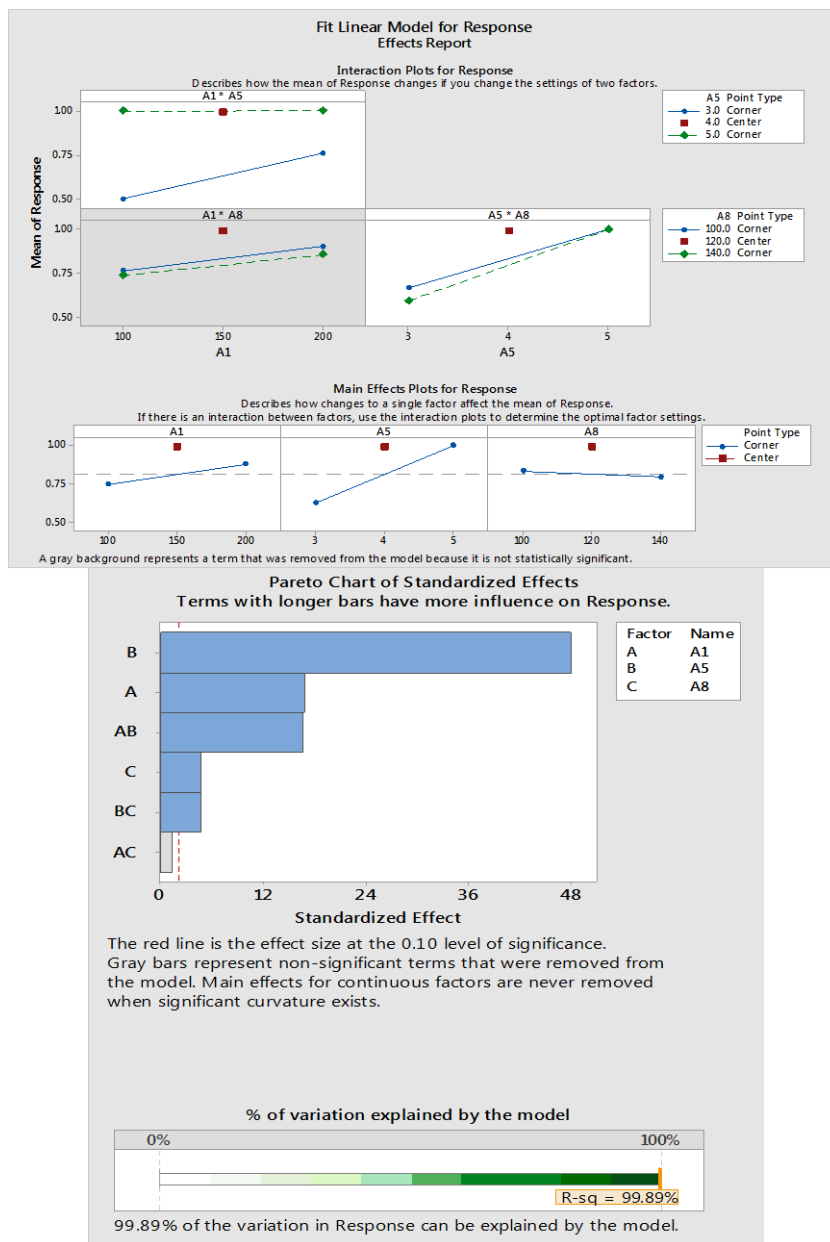 Fit Linear Model for Response
Effects Report
Interaction Plots for Response
Describes how the mean of Response changes if you change the settings of two factors.
A1 * A5
1.00
0.75
0.50
A5 Point Type
3.0 Corner
4.0 Center
5.0 Corner
Mean of Response
A1 * A8
A5 * A8
1.00
0.75
0.50
A8 Point Type
100.0 Corner
120.0 Center
140.0 Corner
100 150 200
3 4 5
A1
A5
Main Effects Plots for Response
Describes how changes to a single factor affect the mean of Response.
If there is an interaction between factors, use the interaction plots to determine the optimal factor settings.
A1
A5
A8
1.00
0.75
0.50
Point Type
Corner
Center
100 150 200
3 4 5
100 120 140
A gray background represents a term that was removed from the model because it is not statistically significant.
Pareto Chart of Standardized Effects
Terms with longer bars have more influence on Response.
B
A
AB
C
BC
AC
Factor Name
A A1
B A5
C A8
0 12 24 36 48
Standardized Effect
The red line is the effect size at the 0.10 level of significance.
Gray bars represent non-significant terms that were removed from
the model. Main effects for continuous factors are never removed
when significant curvature exists.
% of variation explained by the model
0% 100%
R-sq = 99.89%
99.89% of the variation in Response can be explained by the model.